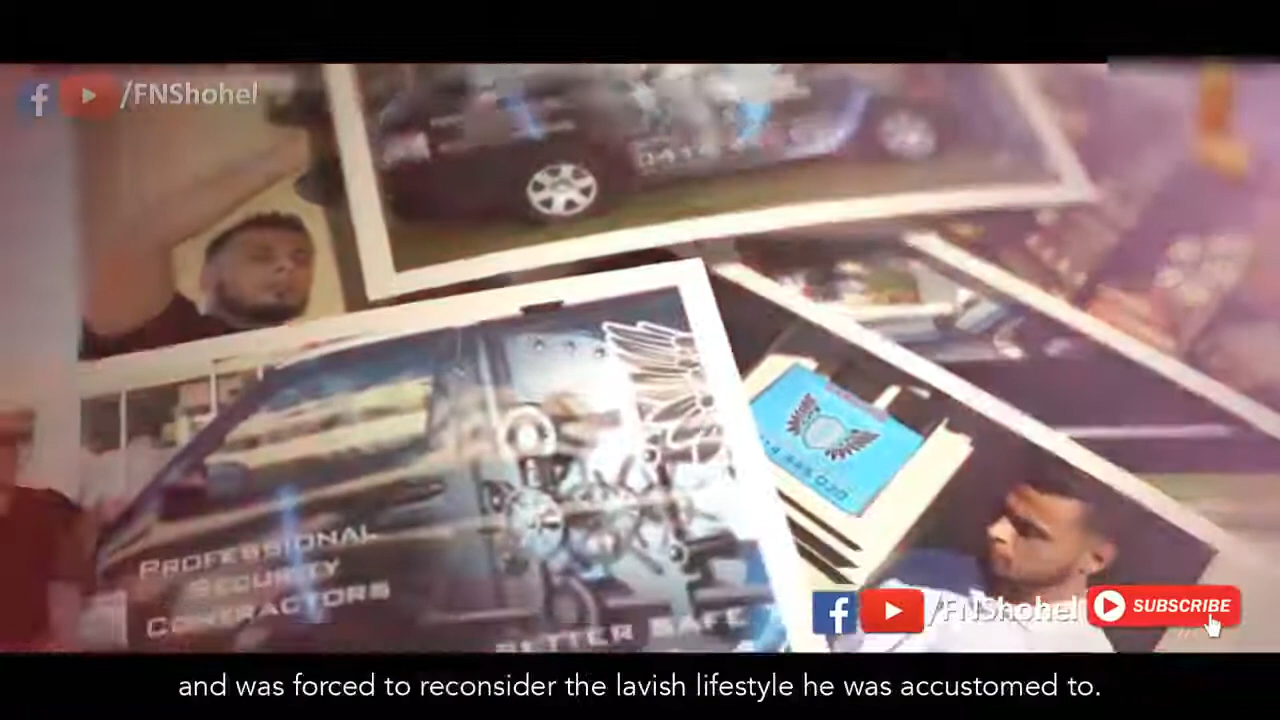 /FNShohel
PROFESSIONAL
SECURITY
CONTRACTORS
BETTER SAFE
/FNShohel
SUBSCRIBE
and was forced to reconsider the lavish lifestyle he was accustomed to.